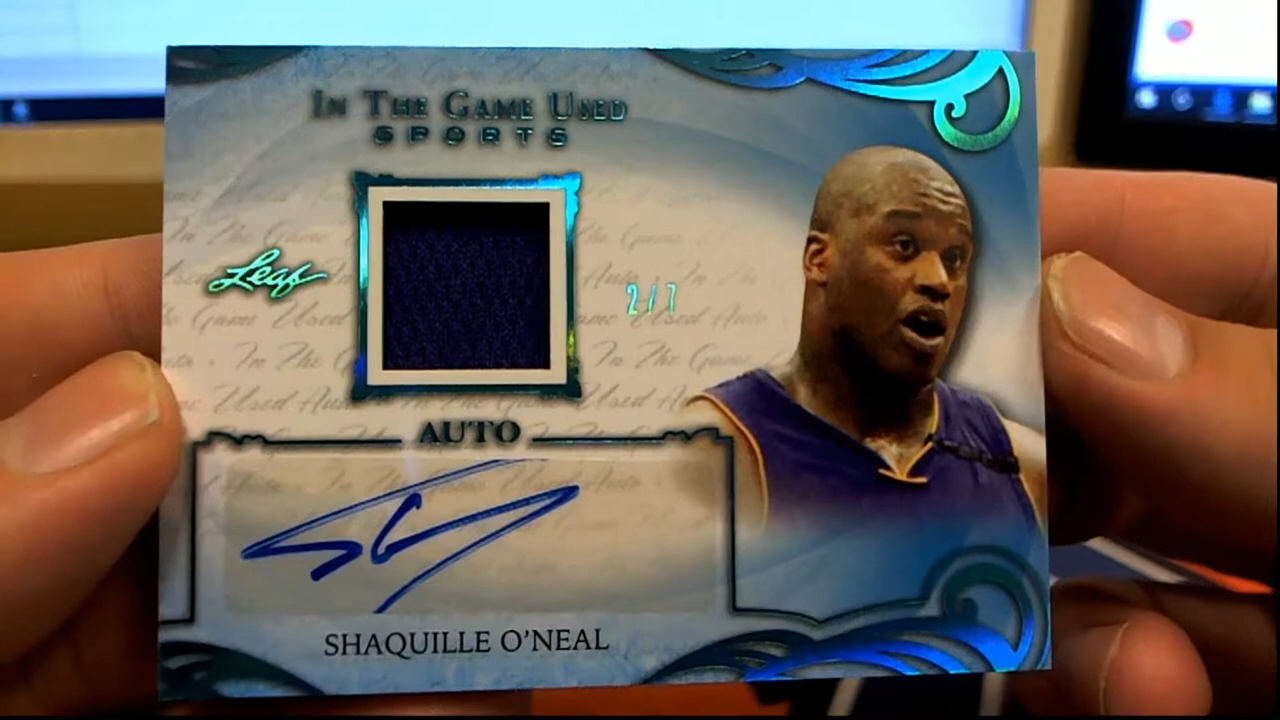 IN THE GAME USED
SPORTS
Leaf
2/7
AUTO
SHAQUILLE O'NEAL